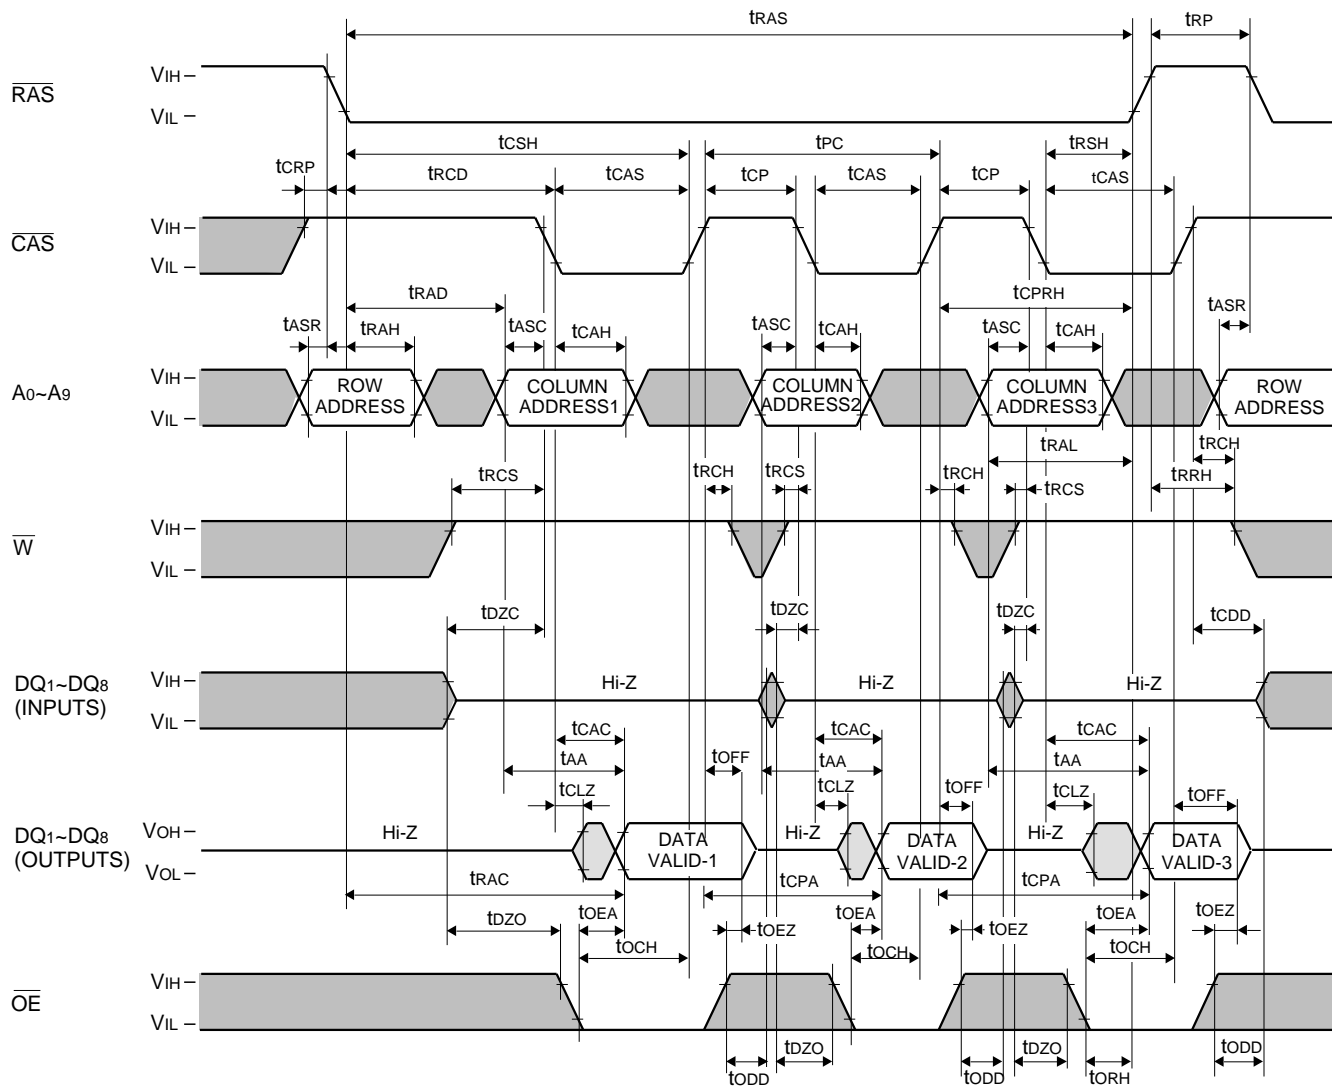 tRAS
tRP
RAS
VIH
VIL
tCSH
tPC
tRSH
tCRP
tRCD
tCAS
tCP
tCAS
tCP
tCAS
CAS
VIH
VIL
tRAD
tCPRH
tASR
tRAH
tASC
tCAH
tASC
tCAH
tASC
tCAH
tASR
A0~A9
VIH
VIL
ROW
ADDRESS
COLUMN
ADDRESS1
COLUMN
ADDRESS2
COLUMN
ADDRESS3
ROW
ADDRESS
tRAL
tRCH
tRCS
tRCH
tRCS
tRCH
tRCS
tRRH
W
VIH
VIL
tDZC
tDZC
tDZC
tCDD
DQ1~DQ8
(INPUTS)
VIH
VIL
Hi-Z
Hi-Z
Hi-Z
tCAC
tCAC
tCAC
tAA
tOFF
tAA
tAA
tCLZ
tCLZ
tOFF
tCLZ
tOFF
DQ1~DQ8
(OUTPUTS)
VOH
VOL
Hi-Z
DATA
VALID-1
Hi-Z
DATA
VALID-2
Hi-Z
DATA
VALID-3
tRAC
tCPA
tCPA
tDZO
tOEA
tOEZ
tOEA
tOEZ
tOEA
tOEZ
tOCH
tOCH
tOCH
OE
VIH
VIL
tODD
tDZO
tODD
tDZO
tORH
tODD